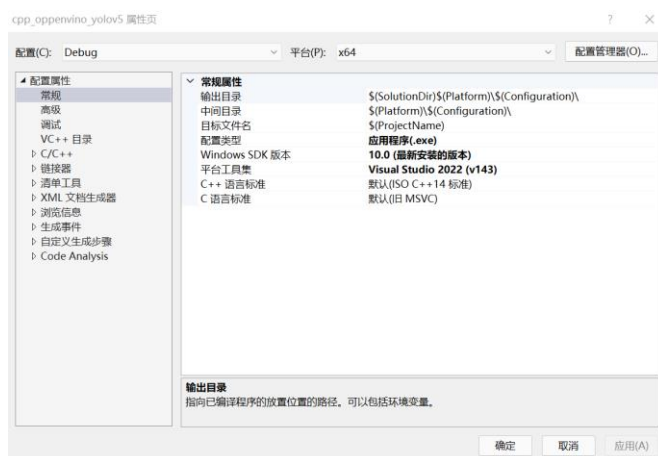 cpp_oppenvino_yolov5 属性页
配置(C): Debug 平台(P): x64 配置管理器(O)...
配置属性
常规
高级
调试
VC++ 目录
C/C++
链接器
清单工具
XML 文档生成器
浏览信息
生成事件
自定义生成步骤
Code Analysis
常规属性
输出目录 $(SolutionDir)$(Platform)\$(Configuration)\
中间目录 $(Platform)\$(Configuration)\
目标文件名 $(ProjectName)
配置类型 应用程序(.exe)
Windows SDK 版本 10.0 (最新安装的版本)
平台工具集 Visual Studio 2022 (v143)
C++ 语言标准 默认(ISO C++14 标准)
C 语言标准 默认(旧 MSVC)
输出目录
指向已编译程序的放置位置的路径。可以包括环境变量。
确定 取消 应用(A)